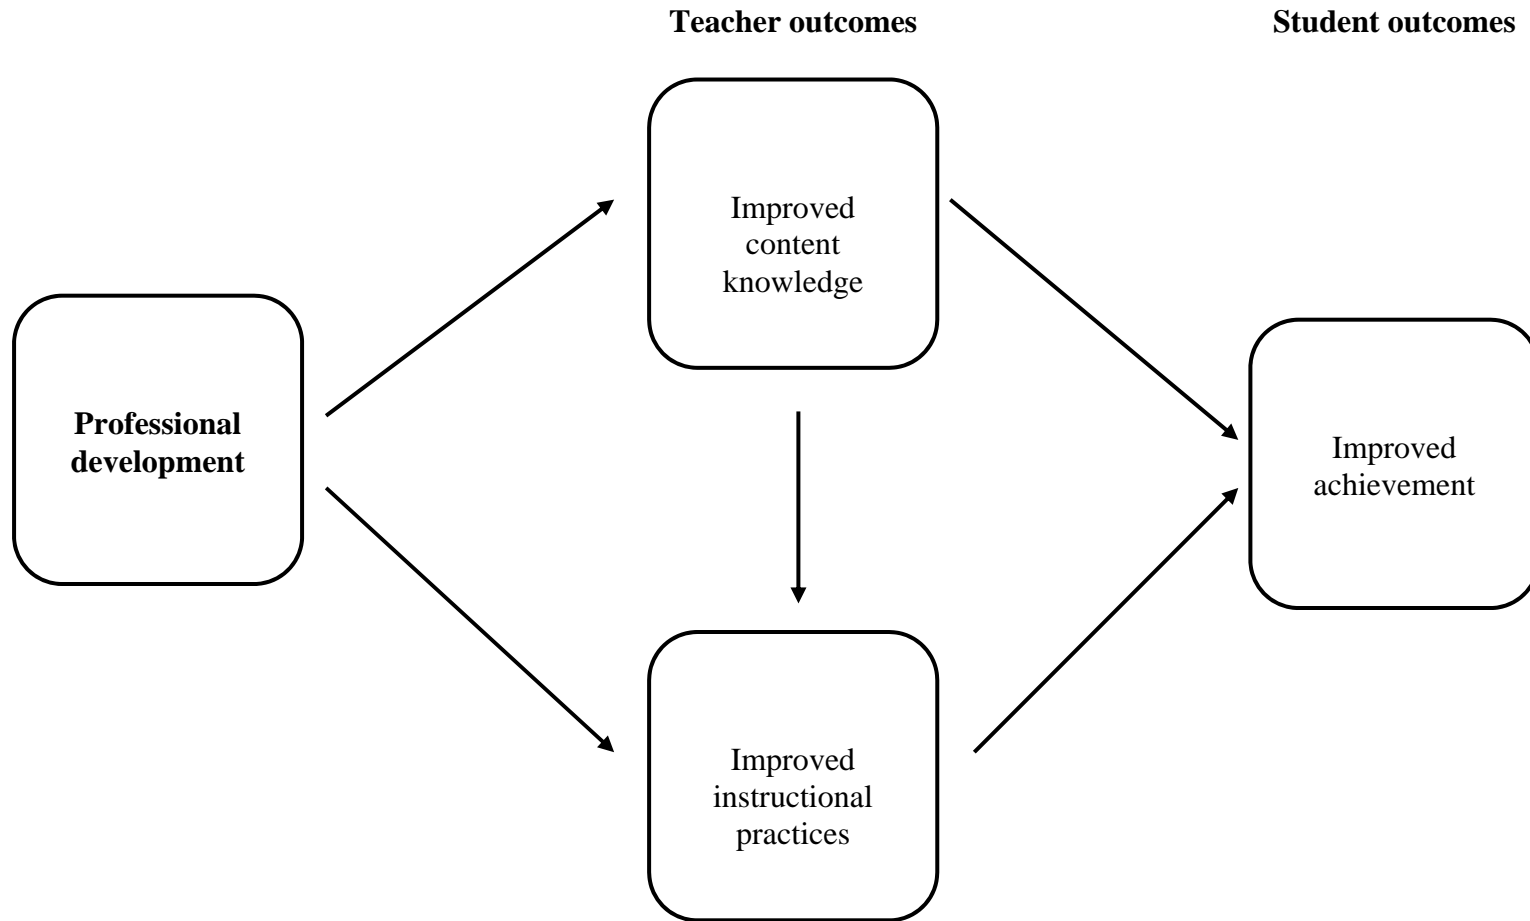 Teacher outcomes
Student outcomes
Improved
content
knowledge
Professional
development
Improved
achievement
Improved
instructional
practices